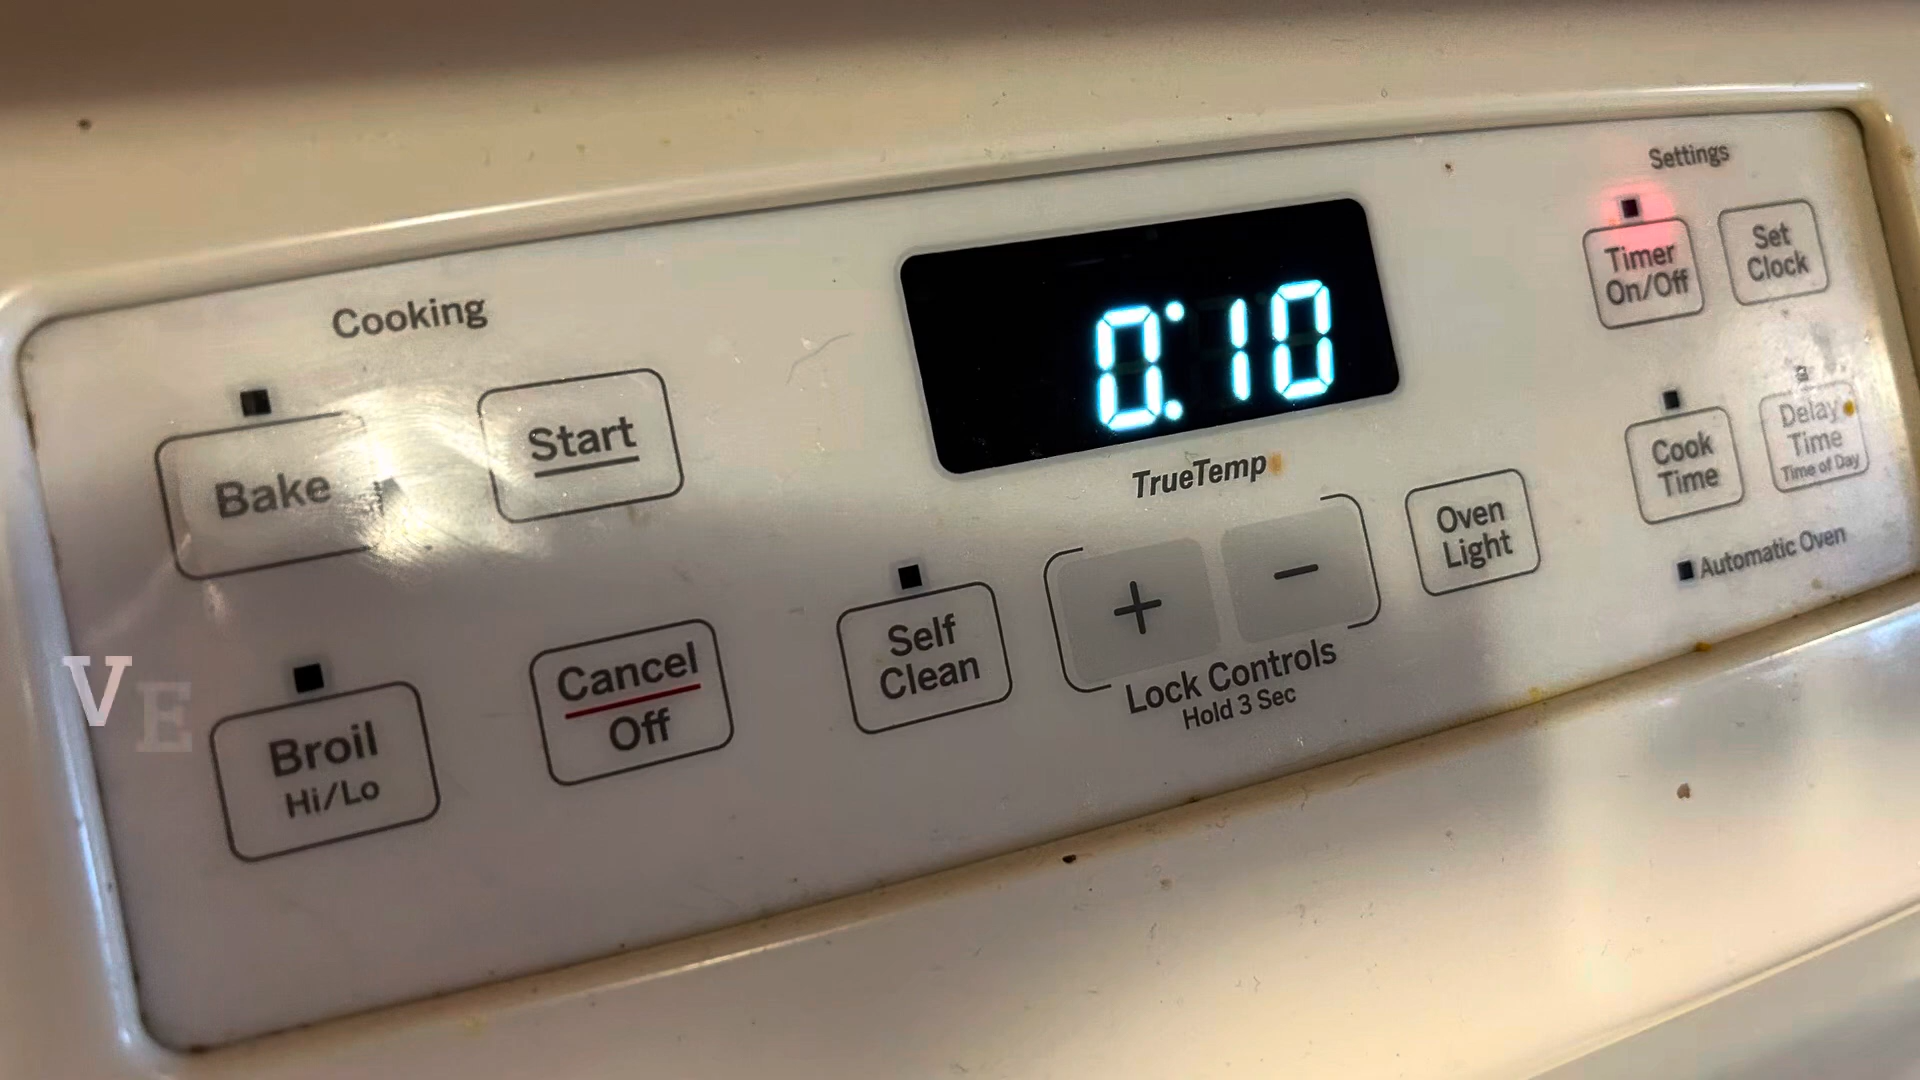 Settings
Timer
On/Off
Set
Clock
0:10
Cooking
Start
Bake
TrueTemp
Cook
Time
Delay
Time
Time of Day
Oven
Light
Automatic Oven
+
−
Self
Clean
Lock Controls
Hold 3 Sec
Cancel
Off
Broil
Hi/Lo
V E